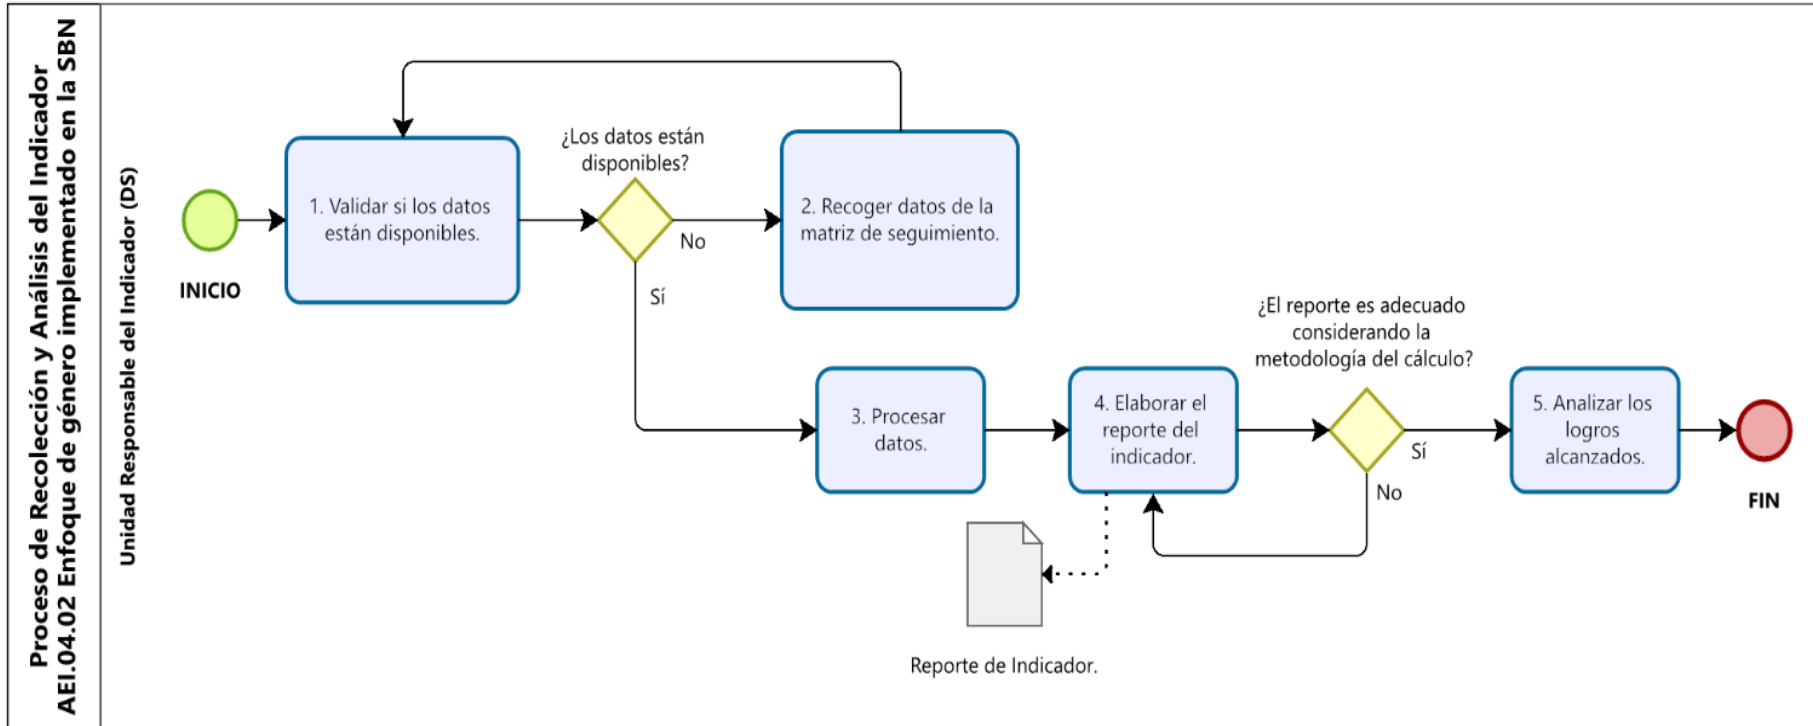 Proceso de Recolección y Análisis del Indicador
AEI.04.02 Enfoque de género implementado en la SBN
Unidad Responsable del Indicador (DS)
INICIO
1. Validar si los datos
están disponibles.
¿Los datos están
disponibles?
No
Sí
2. Recoger datos de la
matriz de seguimiento.
3. Procesar
datos.
4. Elaborar el
reporte del
indicador.
Reporte de Indicador.
¿El reporte es adecuado
considerando la
metodología del cálculo?
Sí
No
5. Analizar los
logros
alcanzados.
FIN